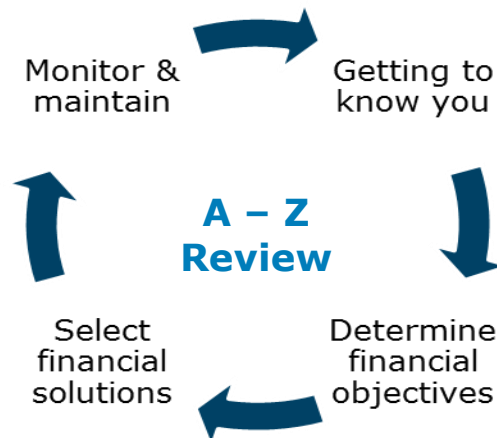 Monitor &
maintain
Getting to
know you
A – Z
Review
Select
financial
solutions
Determine
financial
objectives